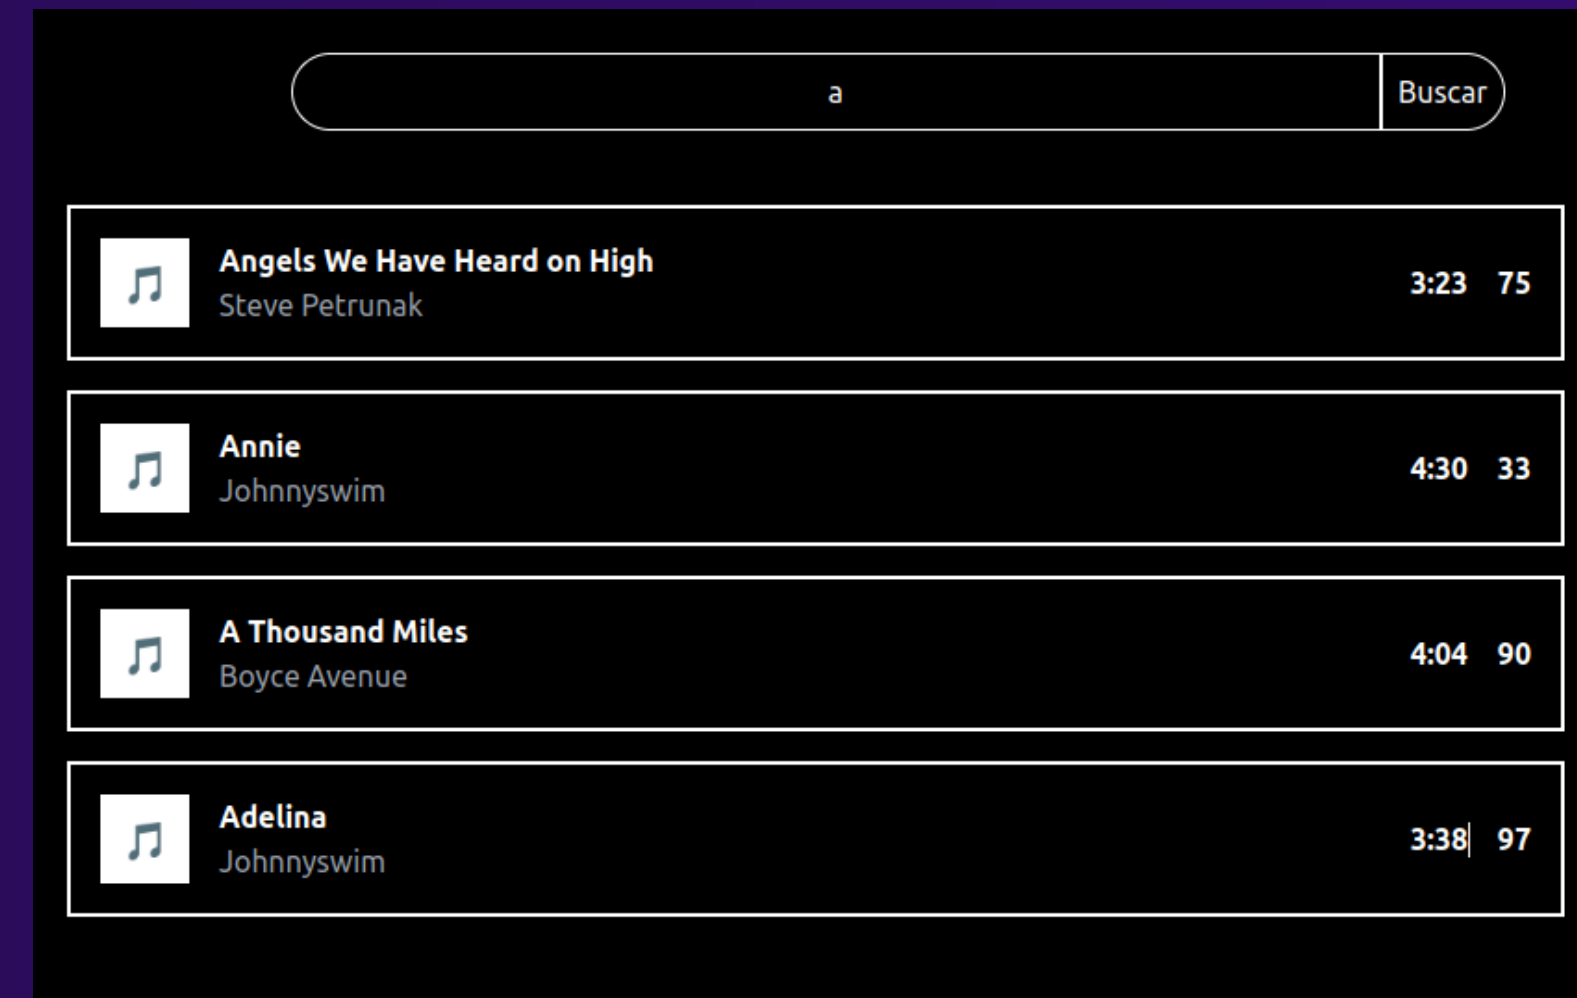 a Buscar
Angels We Have Heard on High
Steve Petrunak
3:23 75
Annie
Johnnyswim
4:30 33
A Thousand Miles
Boyce Avenue
4:04 90
Adelina
Johnnyswim
3:38 97